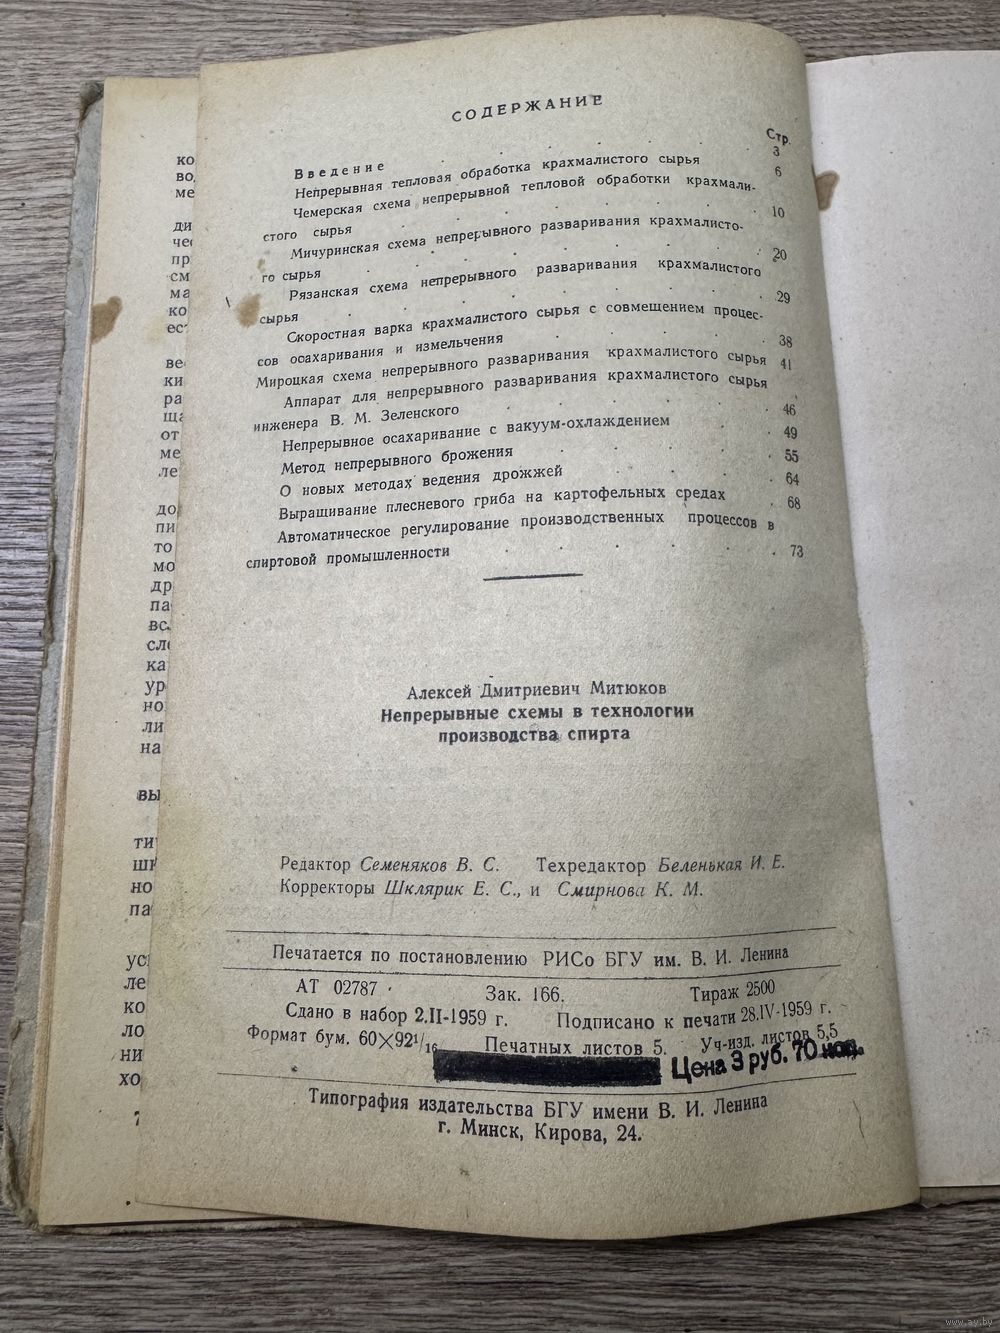 СОДЕРЖАНИЕ
Стр.
Введение 3
Непрерывная тепловая обработка крахмалистого сырья 6
Чемерская схема непрерывной тепловой обработки крахмали-
стого сырья 10
Мичуринская схема непрерывного разваривания крахмалисто-
го сырья 20
Рязанская схема непрерывного разваривания крахмалистого
сырья 29
Скоростная варка крахмалистого сырья с совмещением процес-
сов осахаривания и измельчения 38
Мироцкая схема непрерывного разваривания крахмалистого сырья 41
Аппарат для непрерывного разваривания крахмалистого сырья
инженера В. М. Зеленского 46
Непрерывное осахаривание с вакуум-охлаждением 49
Метод непрерывного брожения 55
О новых методах ведения дрожжей 64
Выращивание плесневого гриба на картофельных средах 68
Автоматическое регулирование производственных процессов в
спиртовой промышленности 73
Алексей Дмитриевич Митюков
Непрерывные схемы в технологии
производства спирта
Редактор Семеняков В. С. Техредактор Беленькая И. Е.
Корректоры Шклярик Е. С., и Смирнова К. М.
Печатается по постановлению РИСо БГУ им. В. И. Ленина
АТ 02787 Зак. 166. Тираж 2500
Сдано в набор 2.II-1959 г. Подписано к печати 28.IV-1959 г.
Формат бум. 60×92 1/16 Печатных листов 5. Уч-изд. листов 5,5
Цена 3 руб. 70 коп.
Типография издательства БГУ имени В. И. Ленина
г. Минск, Кирова, 24.
www.ay.by